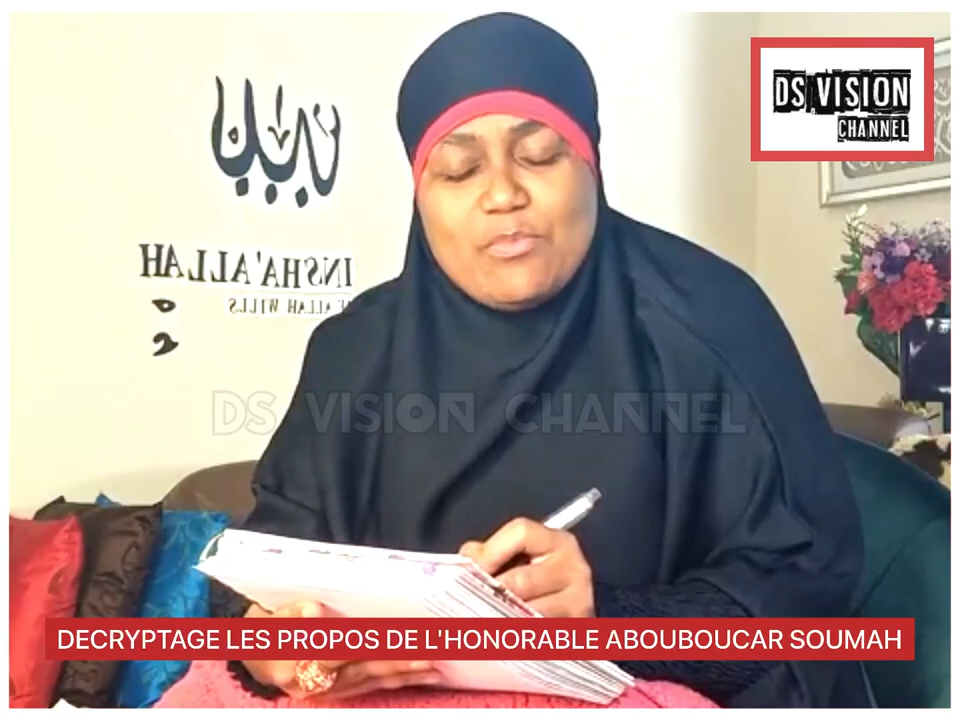 DS VISION
CHANNEL
INSHA'ALLAH
ALLAH WILLS
DS VISION CHANNEL
DECRYPTAGE LES PROPOS DE L'HONORABLE ABOUBOUCAR SOUMAH